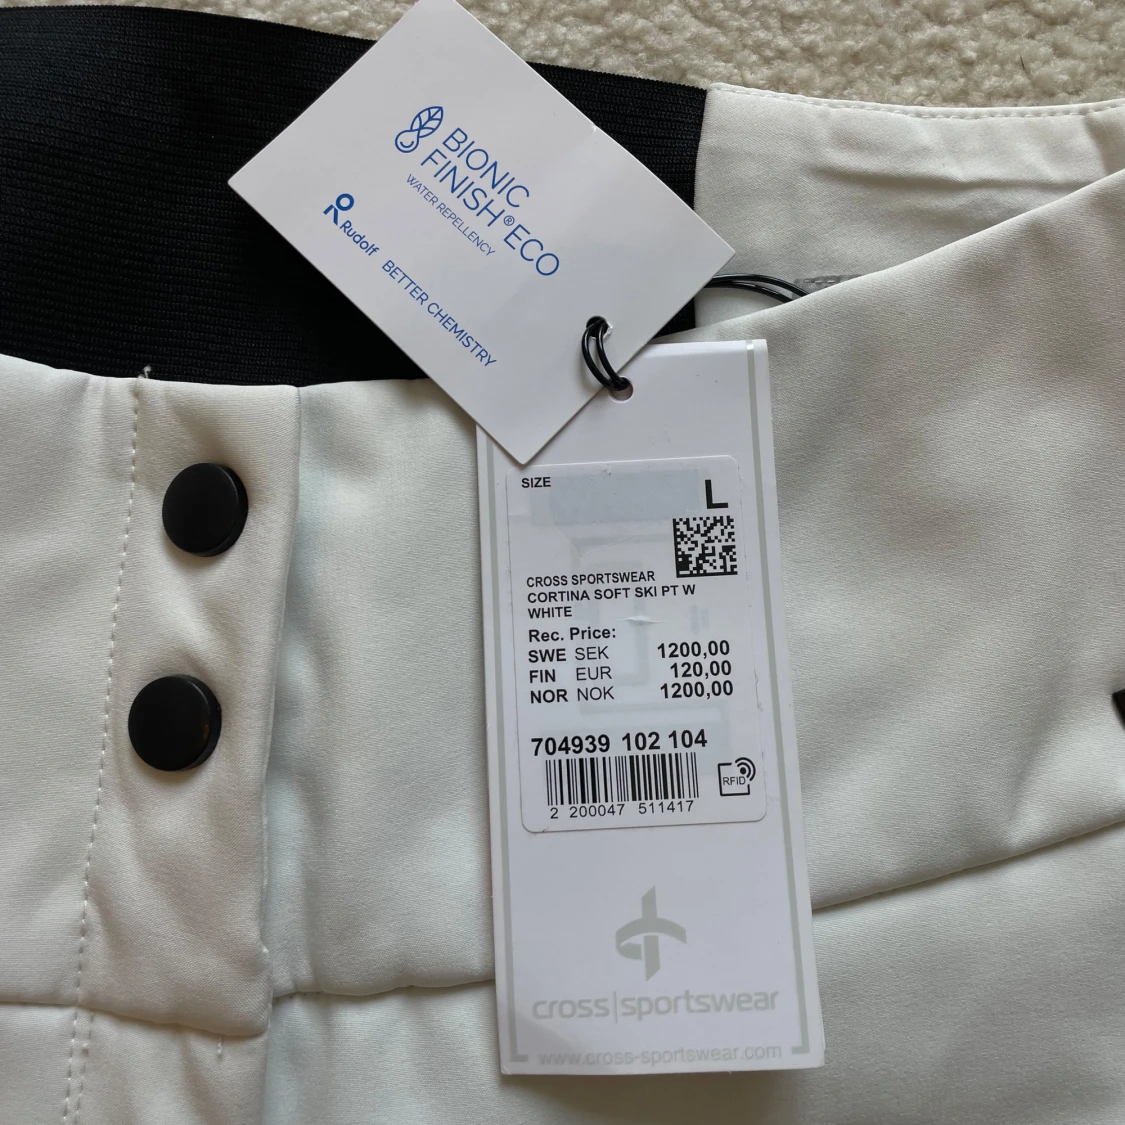 BIONIC
FINISH®ECO
WATER REPELLENCY
Rudolf BETTER CHEMISTRY
SIZE
L
CROSS SPORTSWEAR
CORTINA SOFT SKI PT W
WHITE
Rec. Price:
SWE SEK 1200,00
FIN EUR 120,00
NOR NOK 1200,00
704939 102 104
RFID
2 200047 511417
cross|sportswear
www.cross-sportswear.com